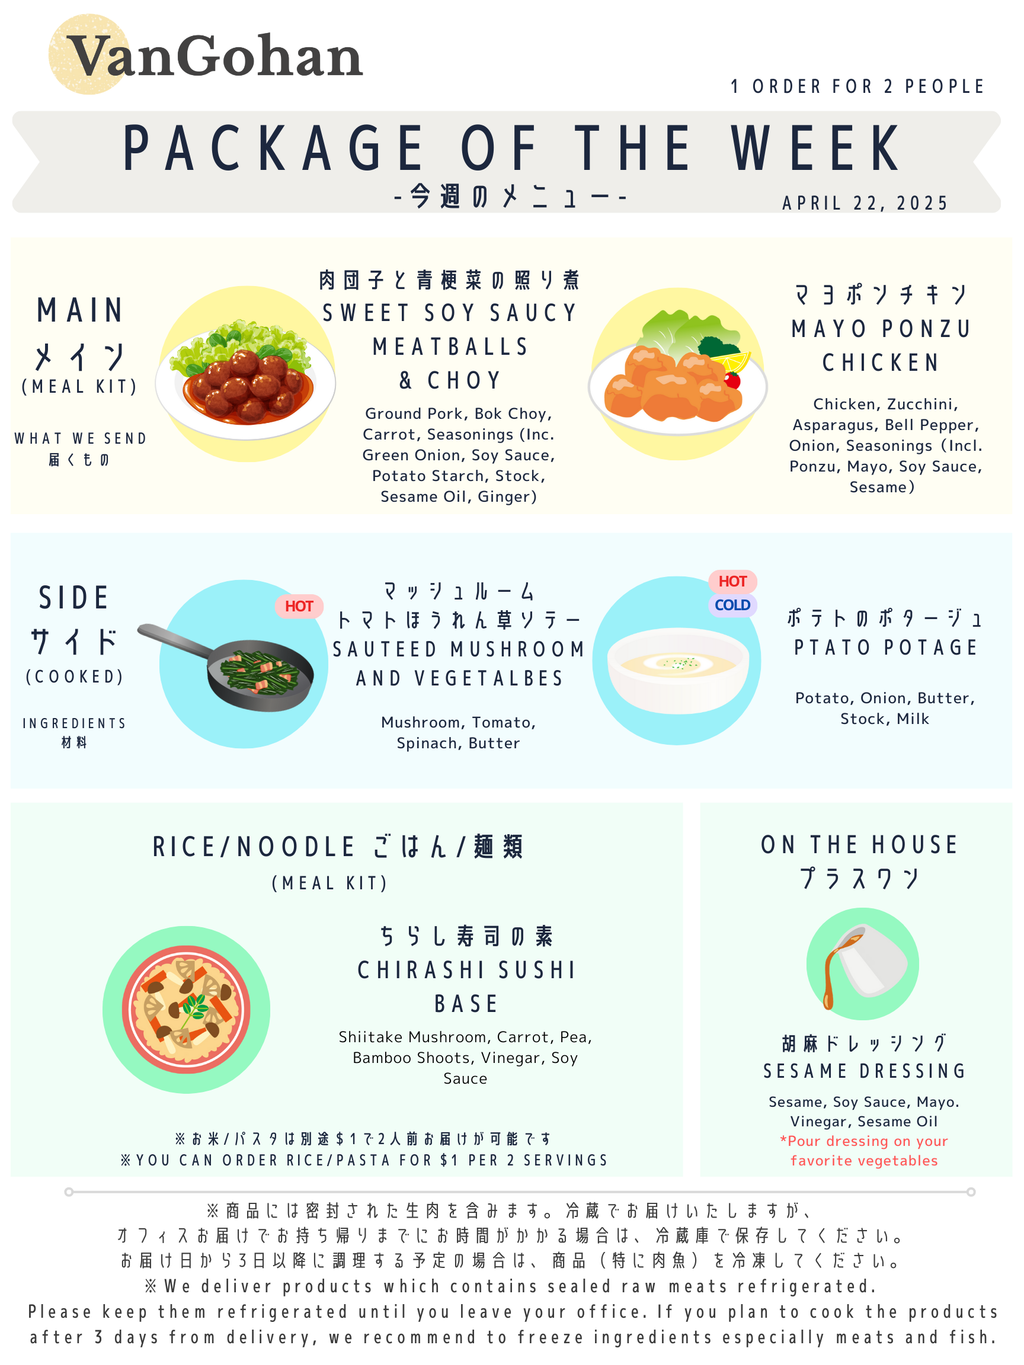 VanGohan
1 ORDER FOR 2 PEOPLE
PACKAGE OF THE WEEK
-今週のメニュー-
APRIL 22, 2025
MAIN
メイン
(MEAL KIT)
WHAT WE SEND
届くもの
肉団子と青梗菜の照り煮
SWEET SOY SAUCY
MEATBALLS
& CHOY
Ground Pork, Bok Choy,
Carrot, Seasonings (Inc.
Green Onion, Soy Sauce,
Potato Starch, Stock,
Sesame Oil, Ginger)
マヨポンチキン
MAYO PONZU
CHICKEN
Chicken, Zucchini,
Asparagus, Bell Pepper,
Onion, Seasonings (Incl.
Ponzu, Mayo, Soy Sauce,
Sesame)
SIDE
サイド
(COOKED)
INGREDIENTS
材料
HOT
マッシュルーム
トマトほうれん草ソテー
SAUTEED MUSHROOM
AND VEGETALBES
Mushroom, Tomato,
Spinach, Butter
HOT
COLD
ポテトのポタージュ
PTATO POTAGE
Potato, Onion, Butter,
Stock, Milk
RICE/NOODLE ごはん/麺類
(MEAL KIT)
ちらし寿司の素
CHIRASHI SUSHI
BASE
Shiitake Mushroom, Carrot, Pea,
Bamboo Shoots, Vinegar, Soy
Sauce
※お米/パスタは別途$1で2人前お届けが可能です
※YOU CAN ORDER RICE/PASTA FOR $1 PER 2 SERVINGS
ON THE HOUSE
プラスワン
胡麻ドレッシング
SESAME DRESSING
Sesame, Soy Sauce, Mayo.
Vinegar, Sesame Oil
*Pour dressing on your
favorite vegetables
※商品には密封された生肉を含みます。冷蔵でお届けいたしますが、
オフィスお届けでお持ち帰りまでにお時間がかかる場合は、冷蔵庫で保存してください。
お届け日から3日以降に調理する予定の場合は、商品（特に肉魚）を冷凍してください。
※We deliver products which contains sealed raw meats refrigerated.
Please keep them refrigerated until you leave your office. If you plan to cook the products
after 3 days from delivery, we recommend to freeze ingredients especially meats and fish.